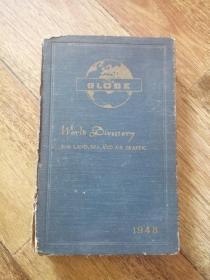 GLOBE
World Directory
FOR LAND, SEA AND AIR TRAFFIC
1948